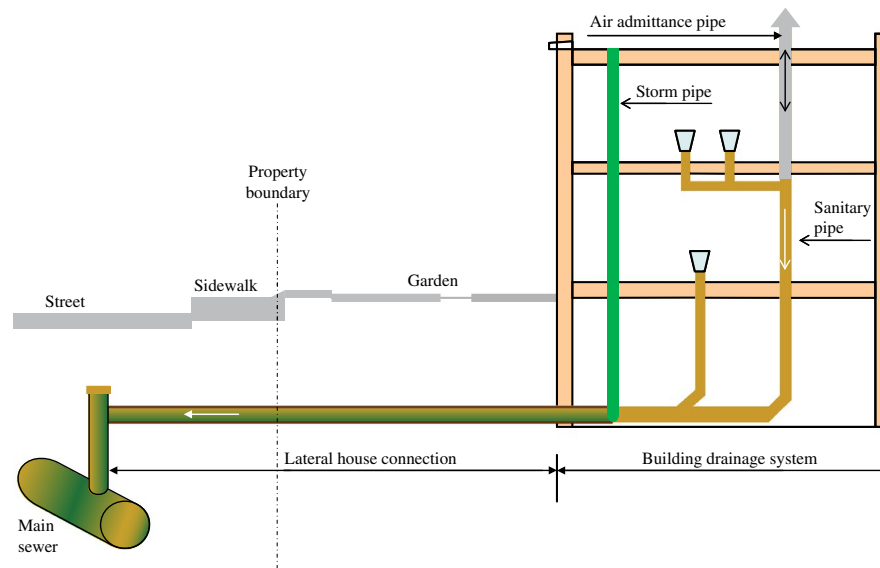 Air admittance pipe
Storm pipe
Property
boundary
Sanitary
pipe
Sidewalk
Garden
Street
Lateral house connection
Building drainage system
Main
sewer